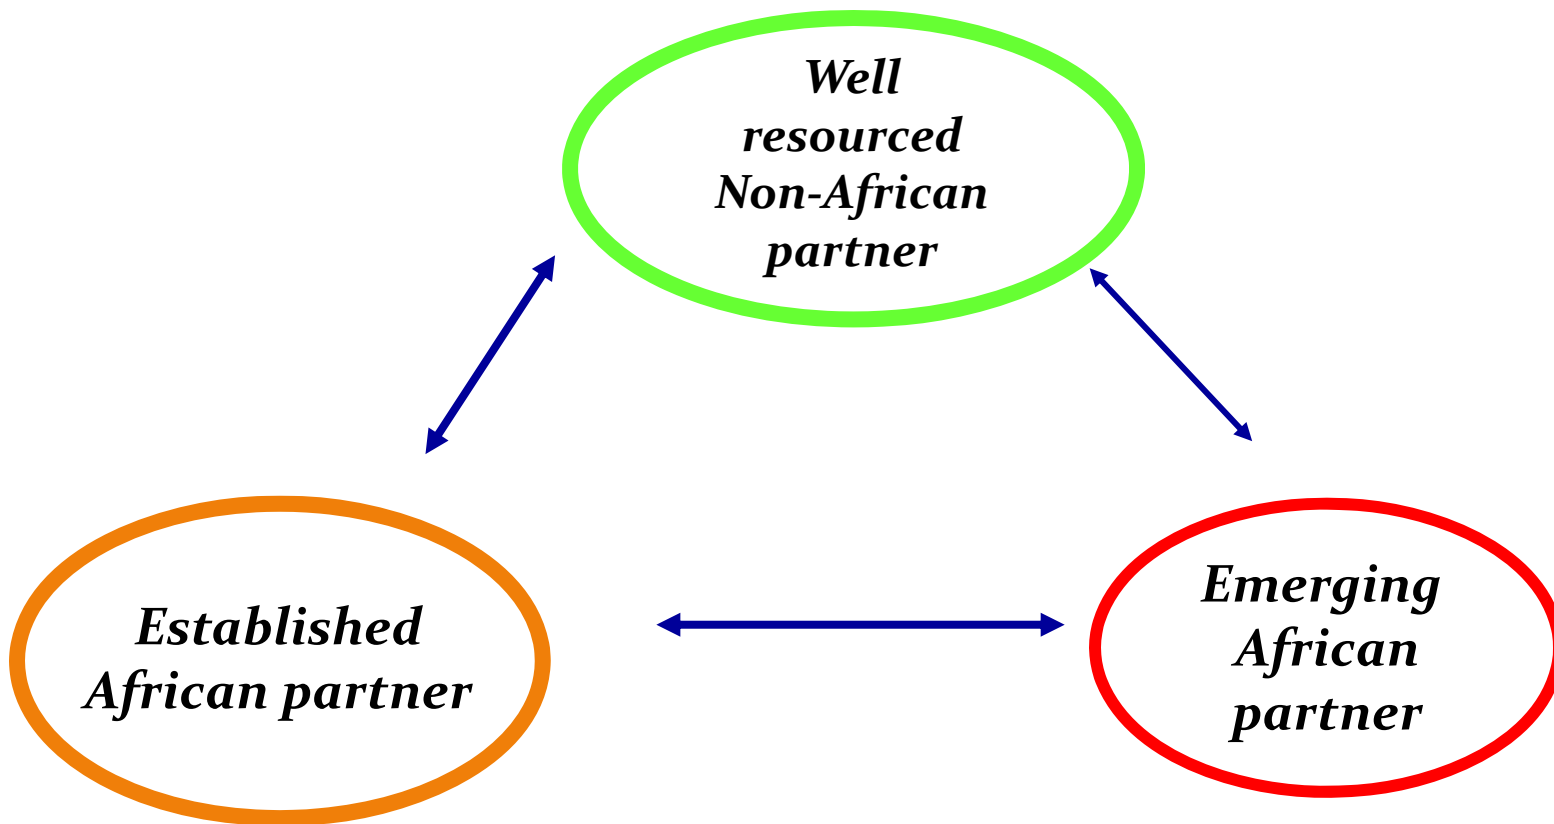 Well
resourced
Non-African
partner
Established
African partner
Emerging
African
partner